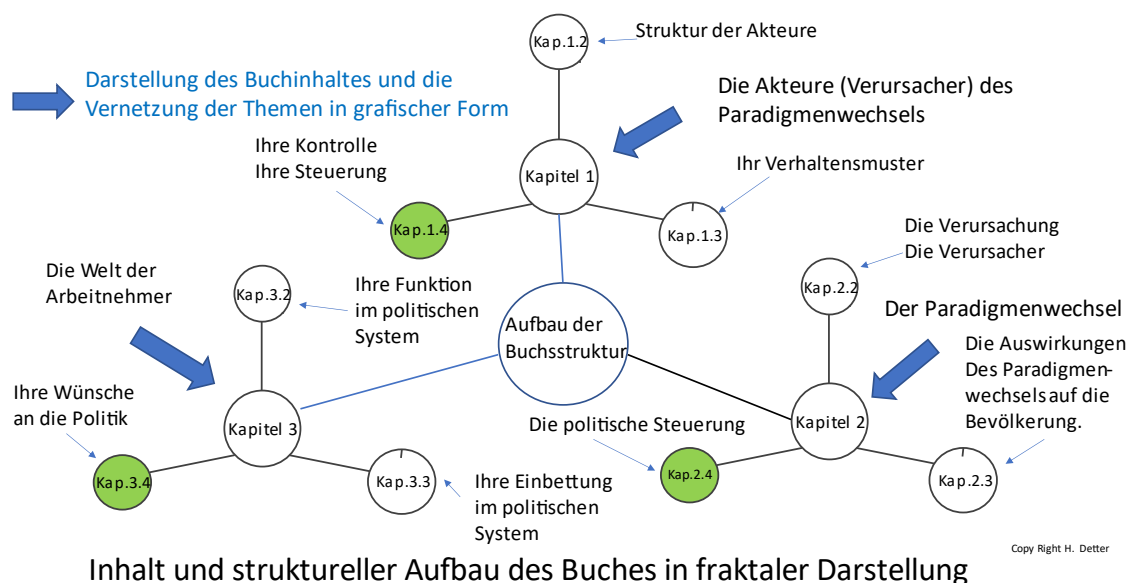 Kap.1.2
Struktur der Akteure
Darstellung des Buchinhaltes und die
Vernetzung der Themen in grafischer Form
Die Akteure (Verursacher) des
Paradigmenwechsels
Ihre Kontrolle
Ihre Steuerung
Kapitel 1
Ihr Verhaltensmuster
Kap.1.4
Kap.1.3
Die Verursachung
Die Verursacher
Die Welt der
Arbeitnehmer
Kap.3.2
Ihre Funktion
im politischen
System
Kap.2.2
Aufbau der
Buchsstruktur
Der Paradigmenwechsel
Die Auswirkungen
Des Paradigmen-
wechsels auf die
Bevölkerung.
Ihre Wünsche
an die Politik
Kapitel 3
Die politische Steuerung
Kapitel 2
Kap.3.4
Kap.3.3
Ihre Einbettung
im politischen
System
Kap.2.4
Kap.2.3
Copy Right H. Detter
Inhalt und struktureller Aufbau des Buches in fraktaler Darstellung